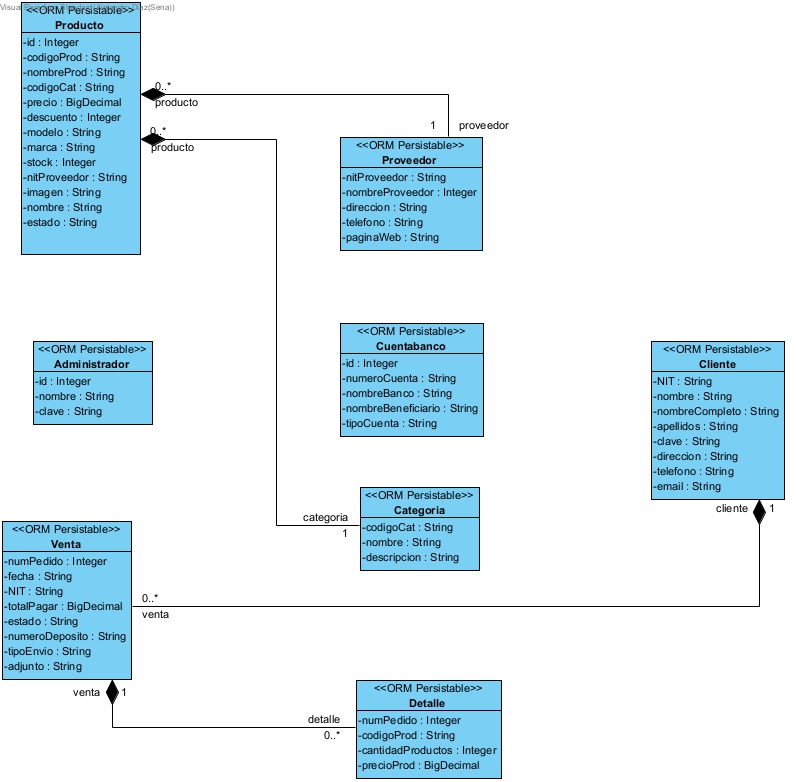 <<ORM Persistable>>
Producto
-id : Integer
-codigoProd : String
-nombreProd : String
-codigoCat : String
-precio : BigDecimal
-descuento : Integer
-modelo : String
-marca : String
-stock : Integer
-nitProveedor : String
-imagen : String
-nombre : String
-estado : String
0..*
producto
0..*
producto
1
proveedor
<<ORM Persistable>>
Proveedor
-nitProveedor : String
-nombreProveedor : Integer
-direccion : String
-telefono : String
-paginaWeb : String
<<ORM Persistable>>
Administrador
-id : Integer
-nombre : String
-clave : String
<<ORM Persistable>>
Cuentabanco
-id : Integer
-numeroCuenta : String
-nombreBanco : String
-nombreBeneficiario : String
-tipoCuenta : String
<<ORM Persistable>>
Cliente
-NIT : String
-nombre : String
-nombreCompleto : String
-apellidos : String
-clave : String
-direccion : String
-telefono : String
-email : String
cliente
1
categoria
1
<<ORM Persistable>>
Categoria
-codigoCat : String
-nombre : String
-descripcion : String
<<ORM Persistable>>
Venta
-numPedido : Integer
-fecha : String
-NIT : String
-totalPagar : BigDecimal
-estado : String
-numeroDeposito : String
-tipoEnvio : String
-adjunto : String
0..*
venta
venta
1
detalle
0..*
<<ORM Persistable>>
Detalle
-numPedido : Integer
-codigoProd : String
-cantidadProductos : Integer
-precioProd : BigDecimal